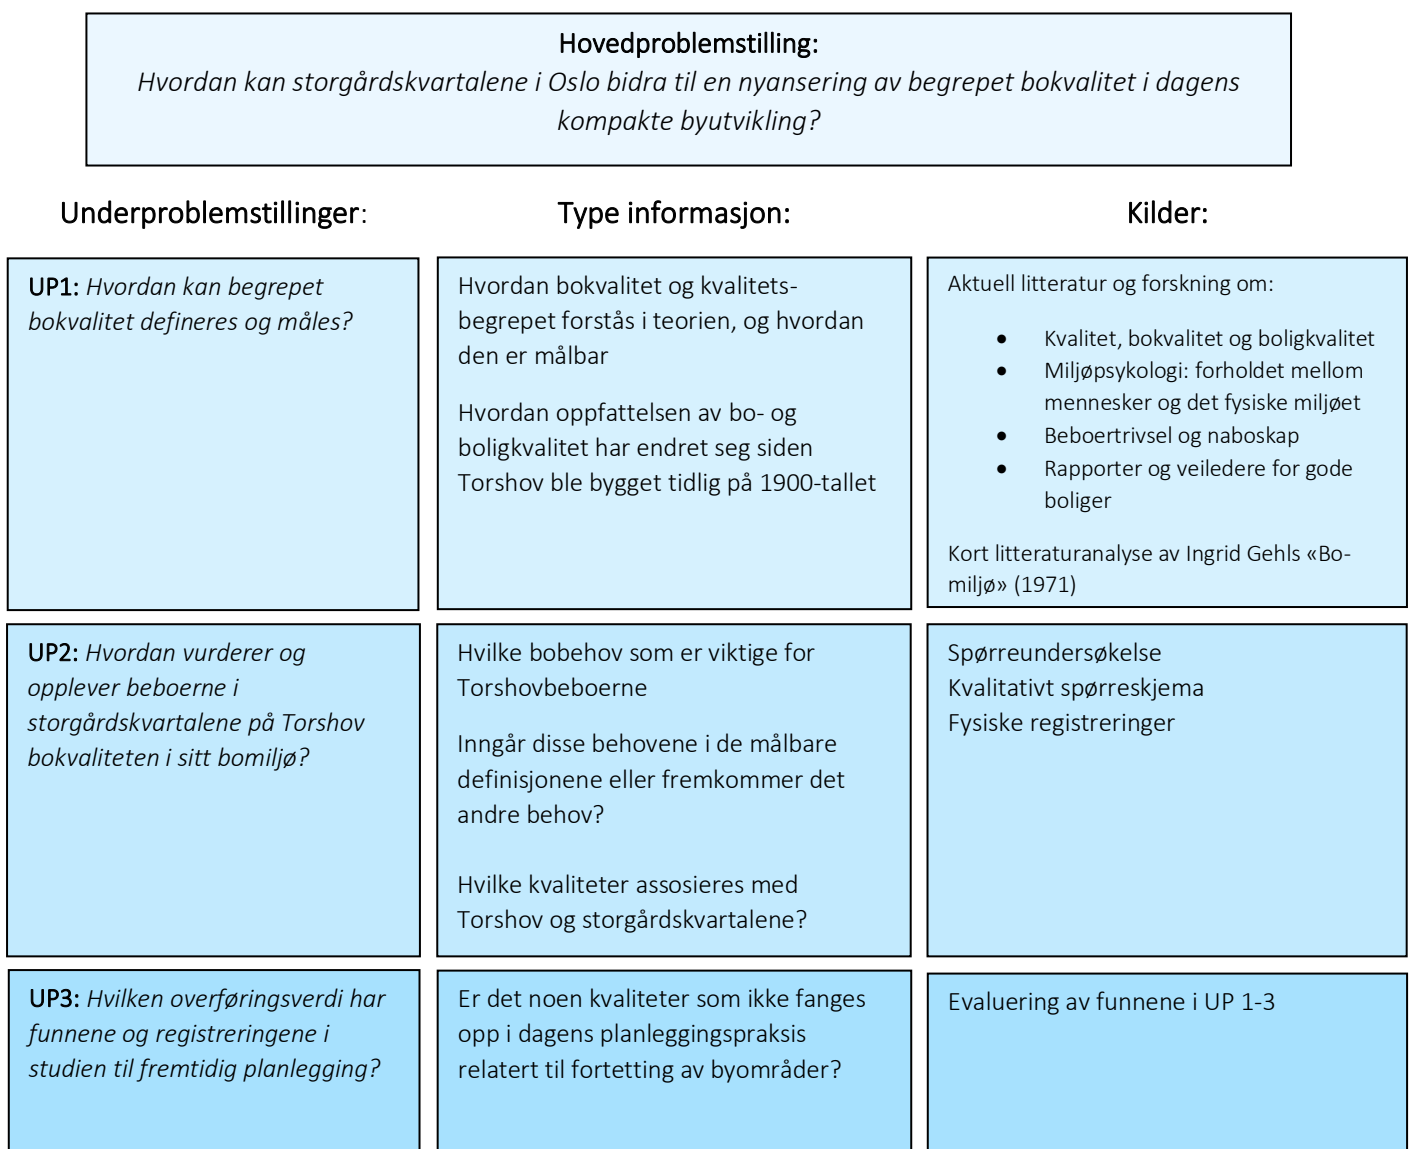 Hovedproblemstilling:
Hvordan kan storgårdskvartalene i Oslo bidra til en nyansering av begrepet bokvalitet i dagens
kompakte byutvikling?
Underproblemstillinger:
Type informasjon:
Kilder:
UP1: Hvordan kan begrepet
bokvalitet defineres og måles?
Hvordan bokvalitet og kvalitets-
begrepet forstås i teorien, og hvordan
den er målbar
Hvordan oppfattelsen av bo- og
boligkvalitet har endret seg siden
Torshov ble bygget tidlig på 1900-tallet
Aktuell litteratur og forskning om:
• Kvalitet, bokvalitet og boligkvalitet
• Miljøpsykologi: forholdet mellom
mennesker og det fysiske miljøet
• Beboertrivsel og naboskap
• Rapporter og veiledere for gode
boliger
Kort litteraturanalyse av Ingrid Gehls «Bo-
miljø» (1971)
UP2: Hvordan vurderer og
opplever beboerne i
storgårdskvartalene på Torshov
bokvaliteten i sitt bomiljø?
Hvilke bobehov som er viktige for
Torshovbeboerne
Inngår disse behovene i de målbare
definisjonene eller fremkommer det
andre behov?
Hvilke kvaliteter assosieres med
Torshov og storgårdskvartalene?
Spørreundersøkelse
Kvalitativt spørreskjema
Fysiske registreringer
UP3: Hvilken overføringsverdi har
funnene og registreringene i
studien til fremtidig planlegging?
Er det noen kvaliteter som ikke fanges
opp i dagens planleggingspraksis
relatert til fortetting av byområder?
Evaluering av funnene i UP 1-3